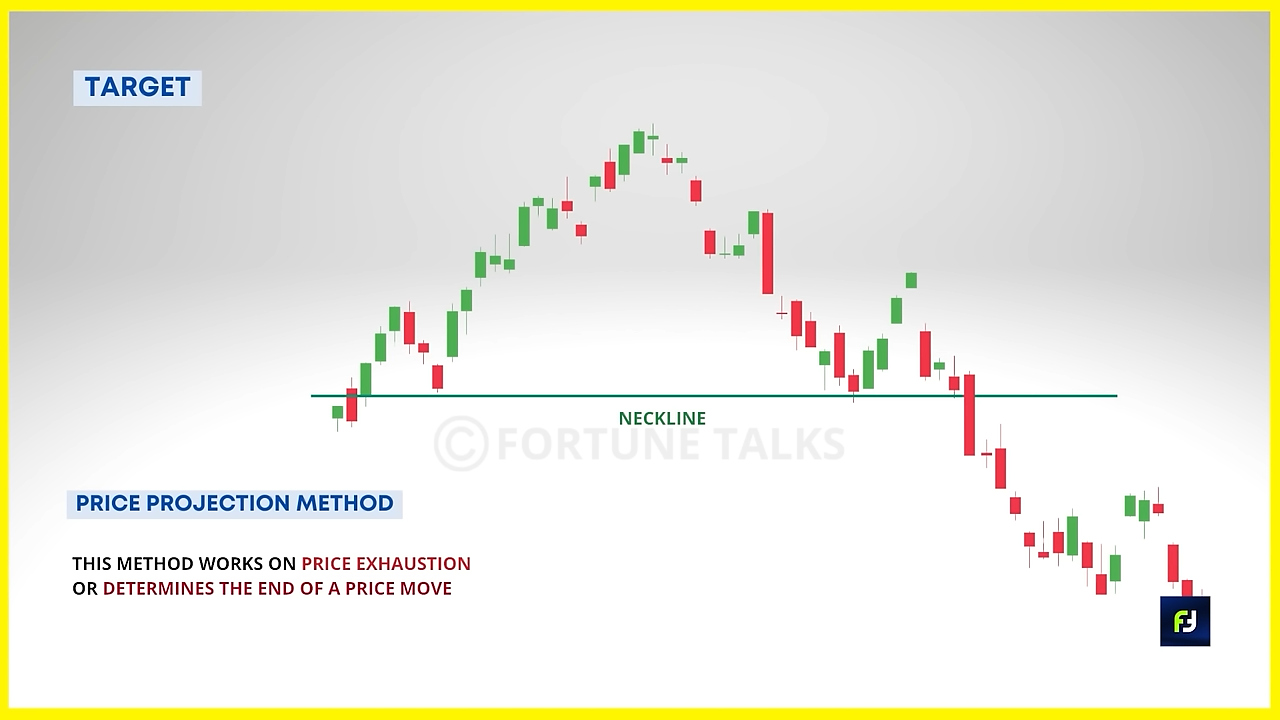 TARGET
NECKLINE
© FORTUNE TALKS
PRICE PROJECTION METHOD
THIS METHOD WORKS ON PRICE EXHAUSTION
OR DETERMINES THE END OF A PRICE MOVE